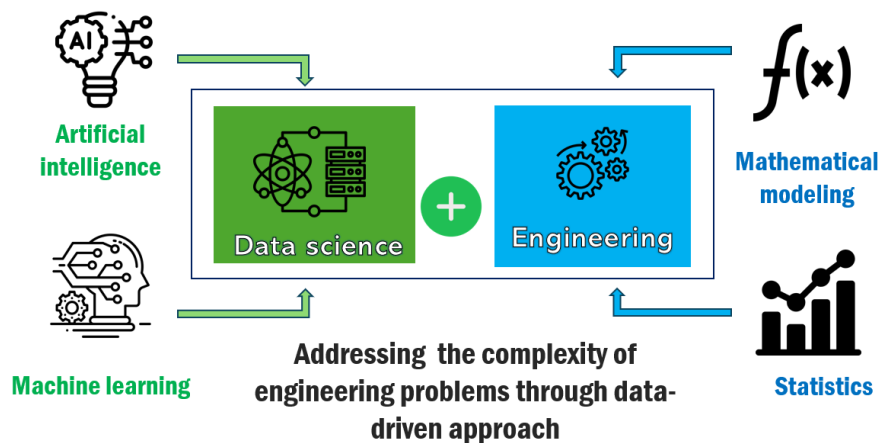 AI
Artificial
intelligence
Data science
Engineering
f(x)
Mathematical
modeling
Machine learning
Addressing the complexity of
engineering problems through data-
driven approach
Statistics